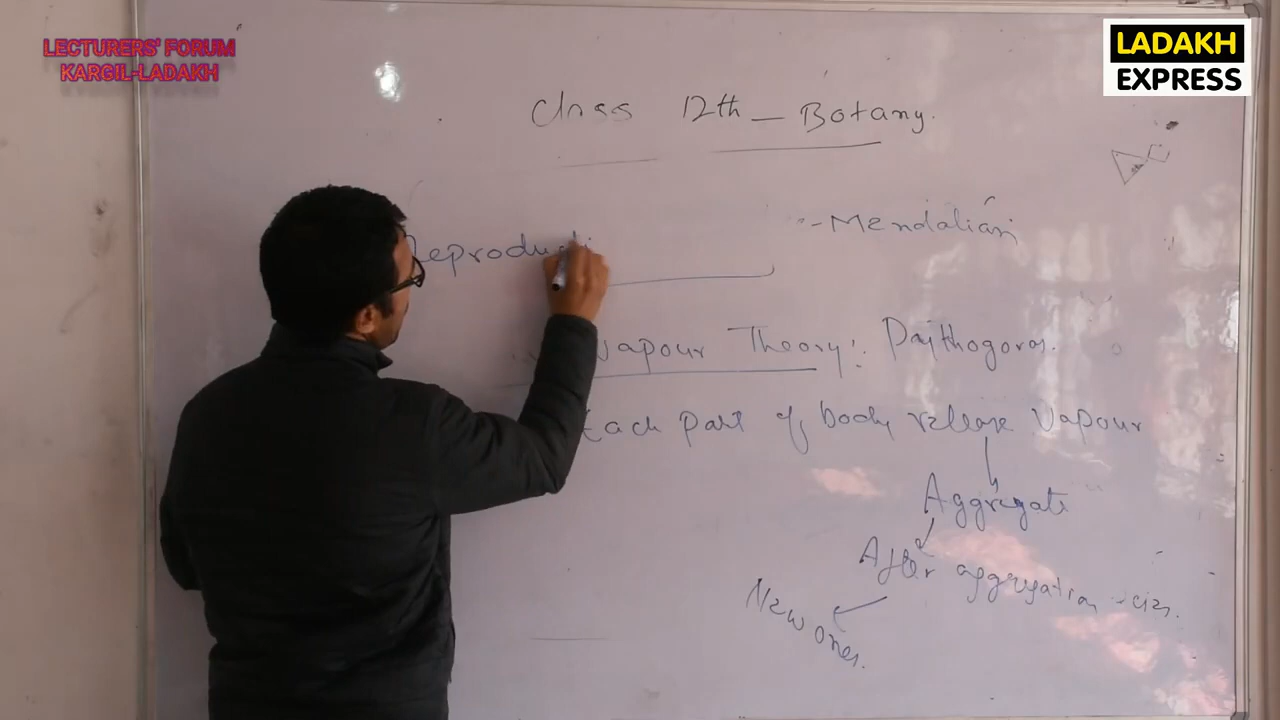 LECTURERS' FORUM
KARGIL-LADAKH
LADAKH
EXPRESS
Class 12th - Botany.
:- Mendalian
Reproducti
Vapour Theory : Paithogoras.
Each part of body release Vapour
Aggregate
After aggregation
New ones.